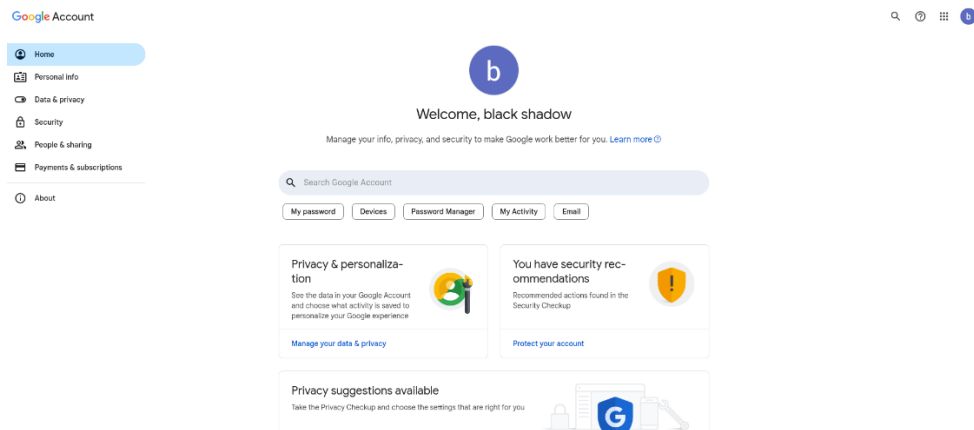 Google Account
b
Home
Personal info
Data & privacy
Security
People & sharing
Payments & subscriptions
About
b
Welcome, black shadow
Manage your info, privacy, and security to make Google work better for you. Learn more
Search Google Account
My password
Devices
Password Manager
My Activity
Email
Privacy & personaliza-
tion
See the data in your Google Account
and choose what activity is saved to
personalize your Google experience
Manage your data & privacy
You have security rec-
ommendations
Recommended actions found in the
Security Checkup
Protect your account
Privacy suggestions available
Take the Privacy Checkup and choose the settings that are right for you
G